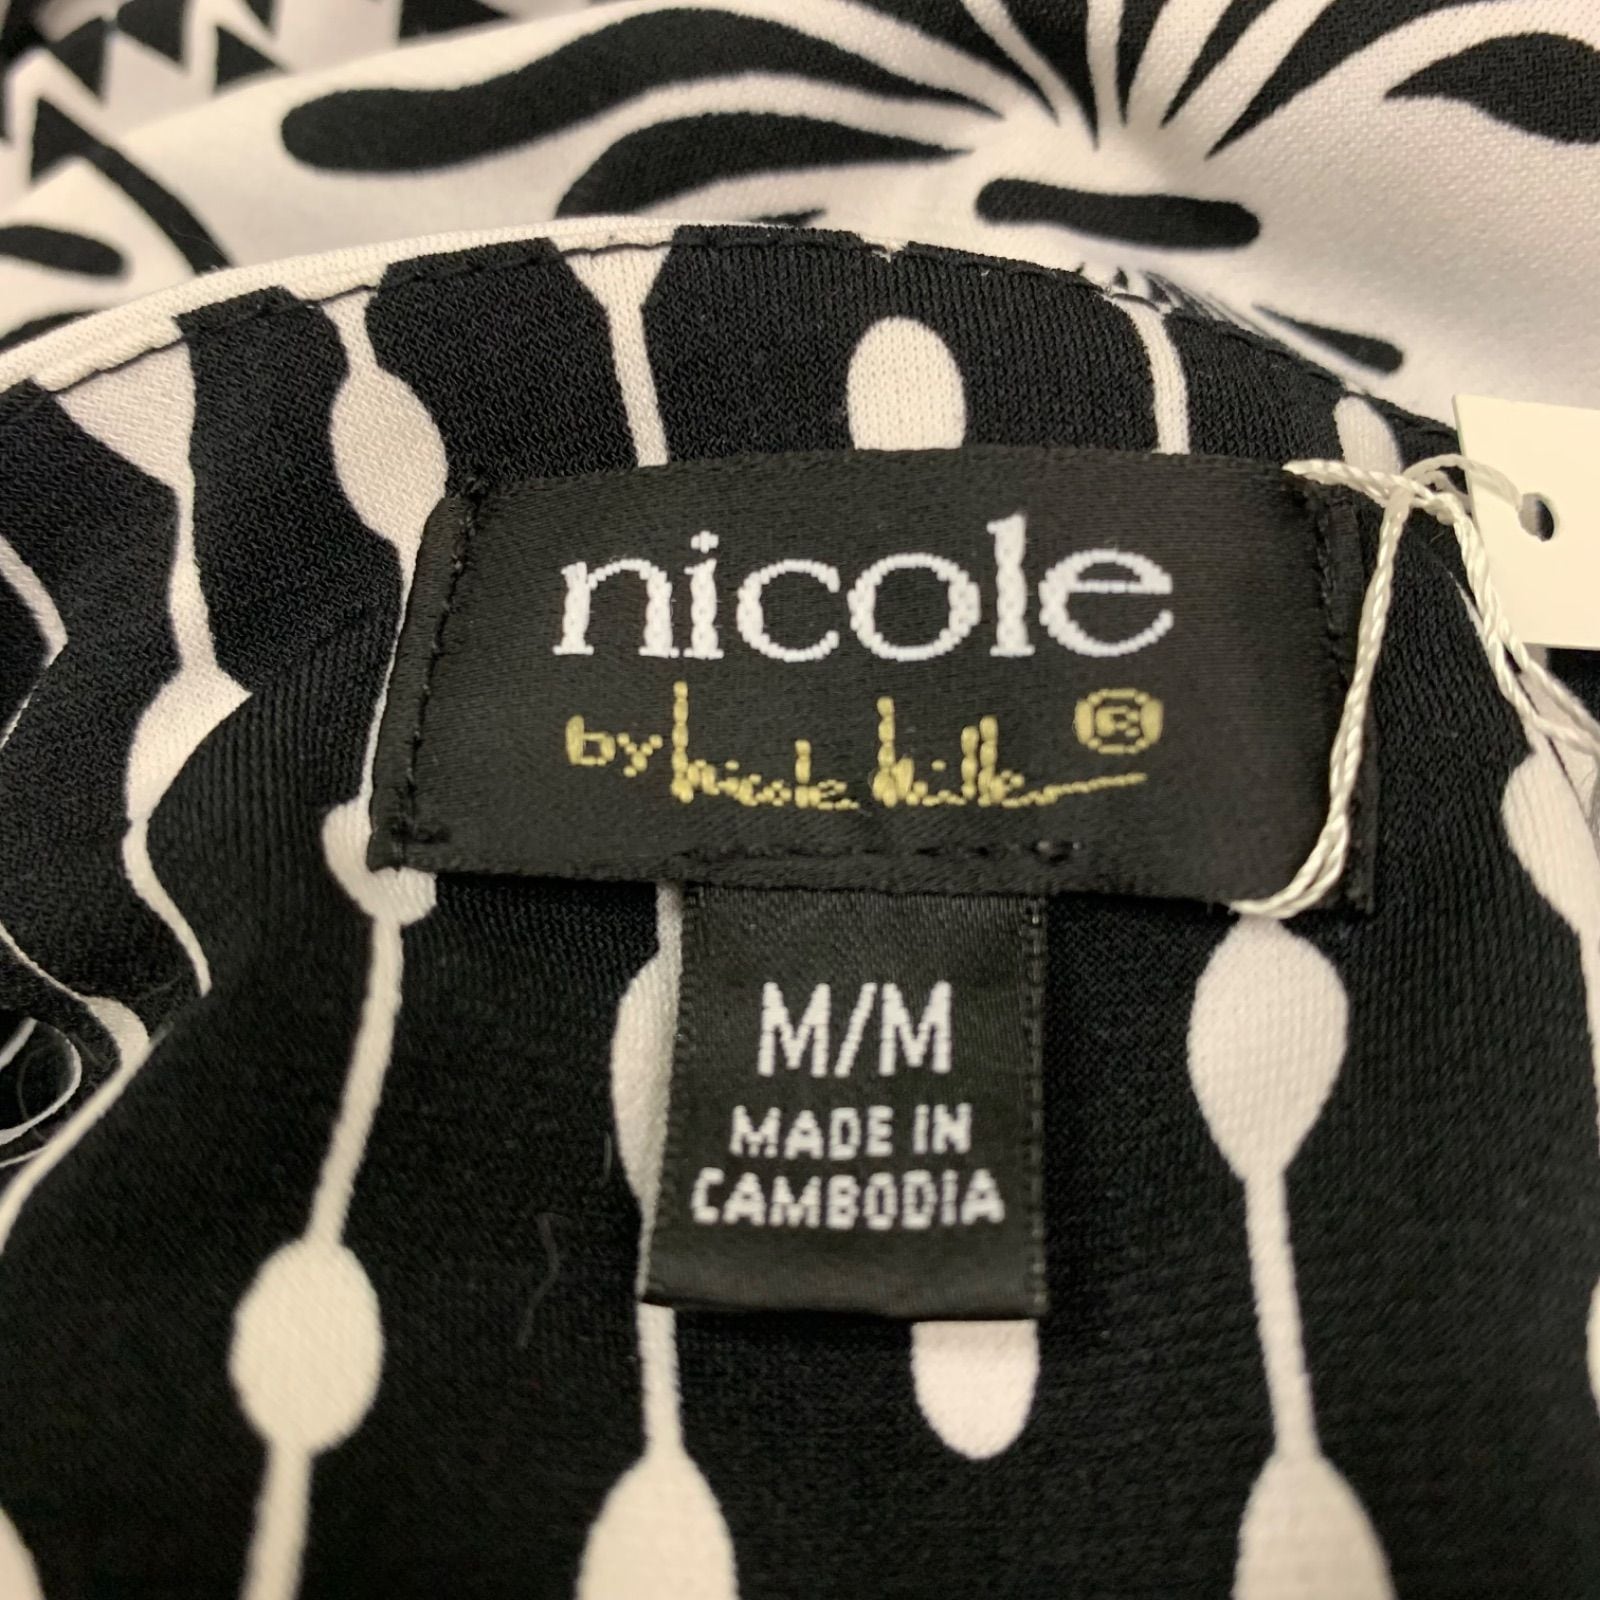 nicole
by nicole miller ®
M/M
MADE IN
CAMBODIA